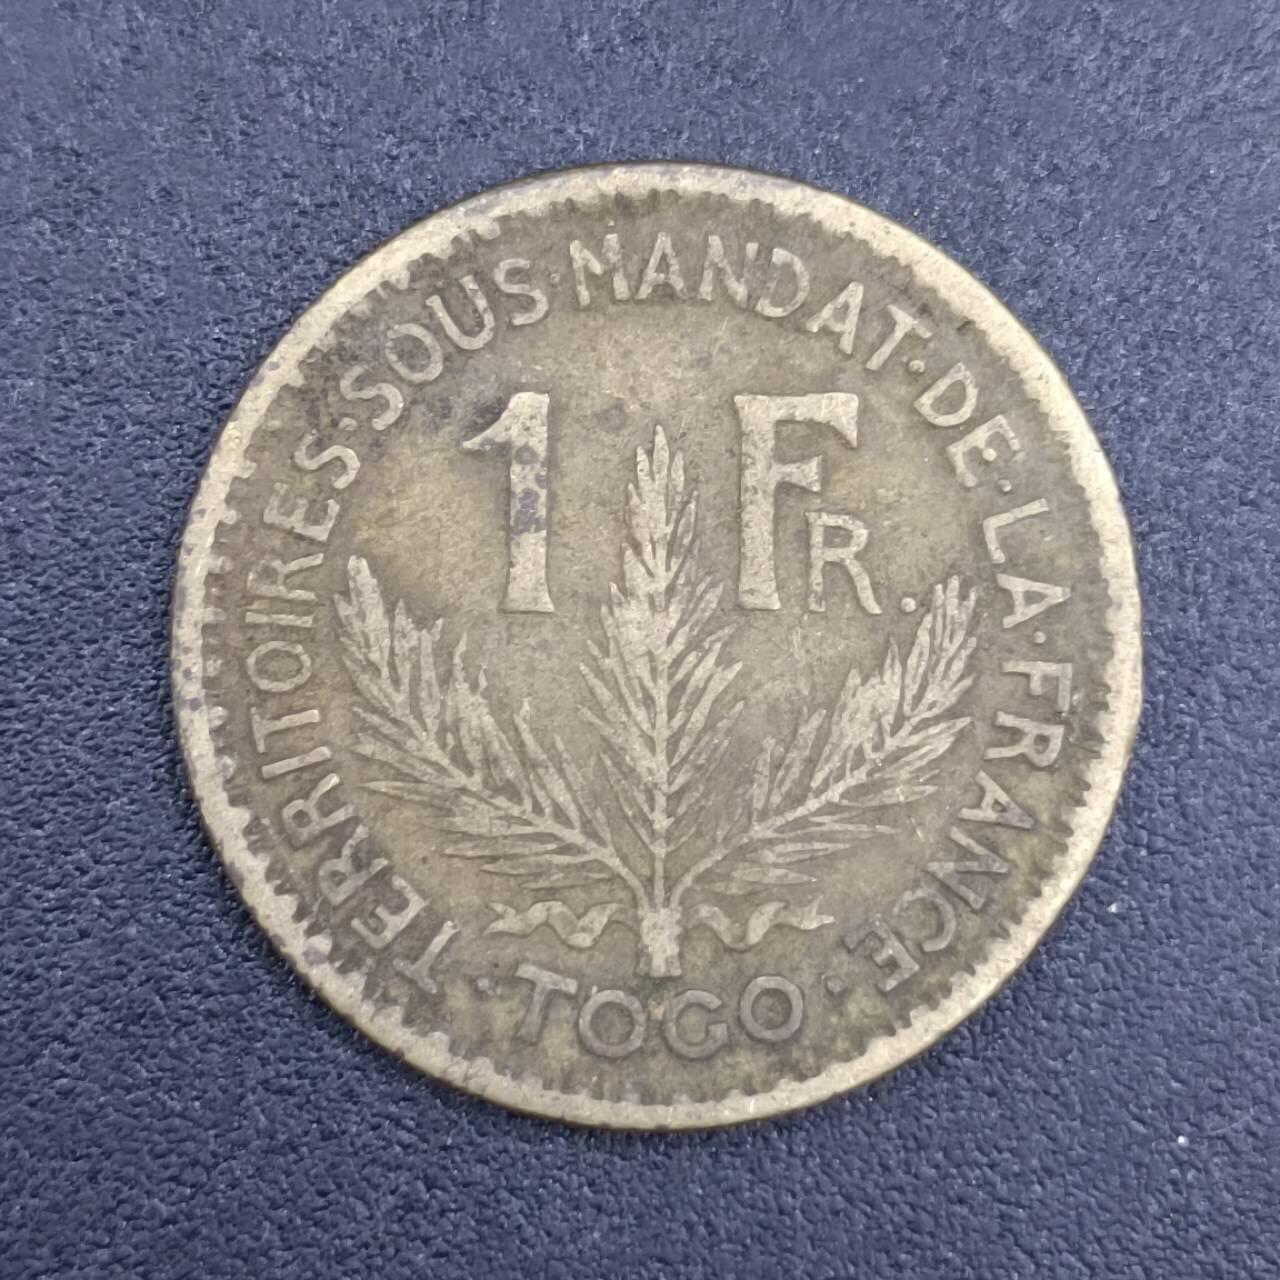 TERRITOIRES·SOUS·MANDAT·DE·LA·FRANCE
1 FR.
·TOGO·